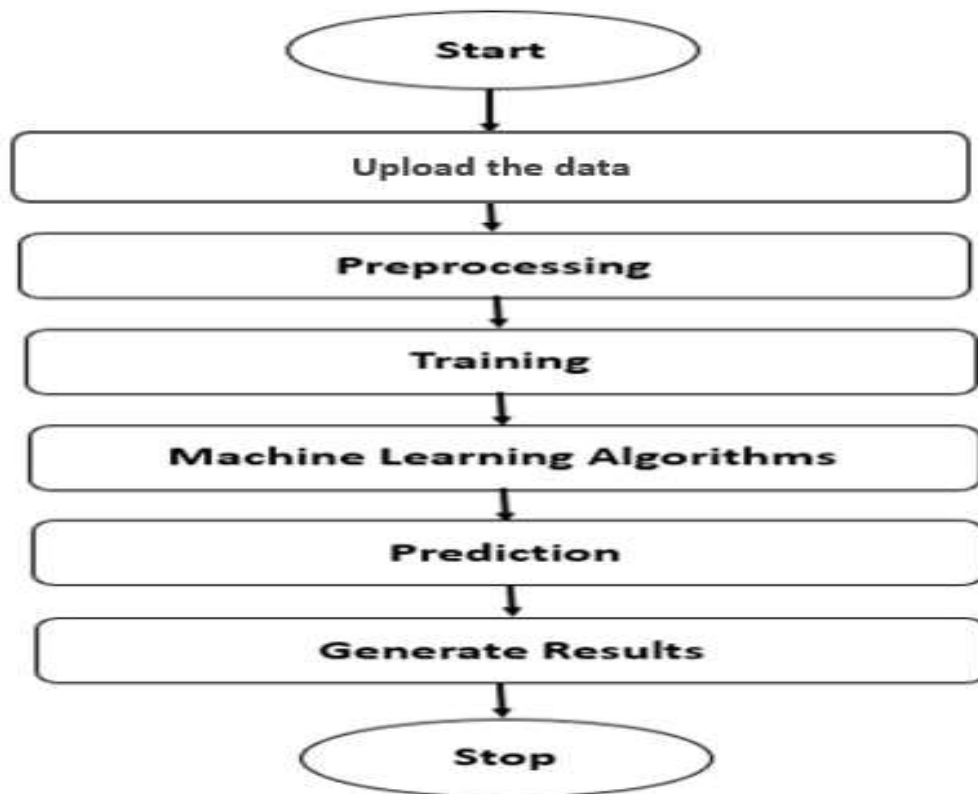 Start
Upload the data
Preprocessing
Training
Machine Learning Algorithms
Prediction
Generate Results
Stop